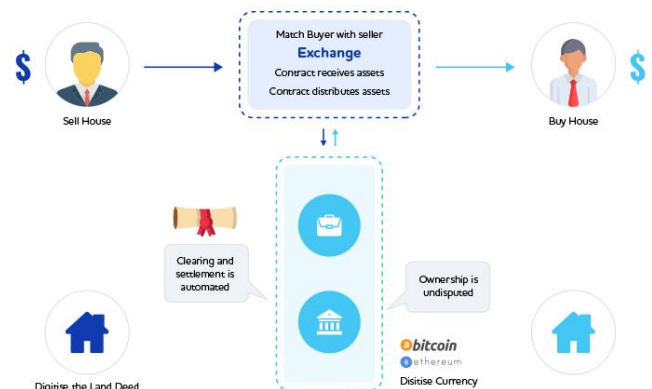 Match Buyer with seller
Exchange
Contract receives assets
Contract distributes assets
$
$
Sell House
Buy House
Clearing and
settlement is
automated
Ownership is
undisputed
bitcoin
ethereum
Digitise the Land Deed
Disitise Currency